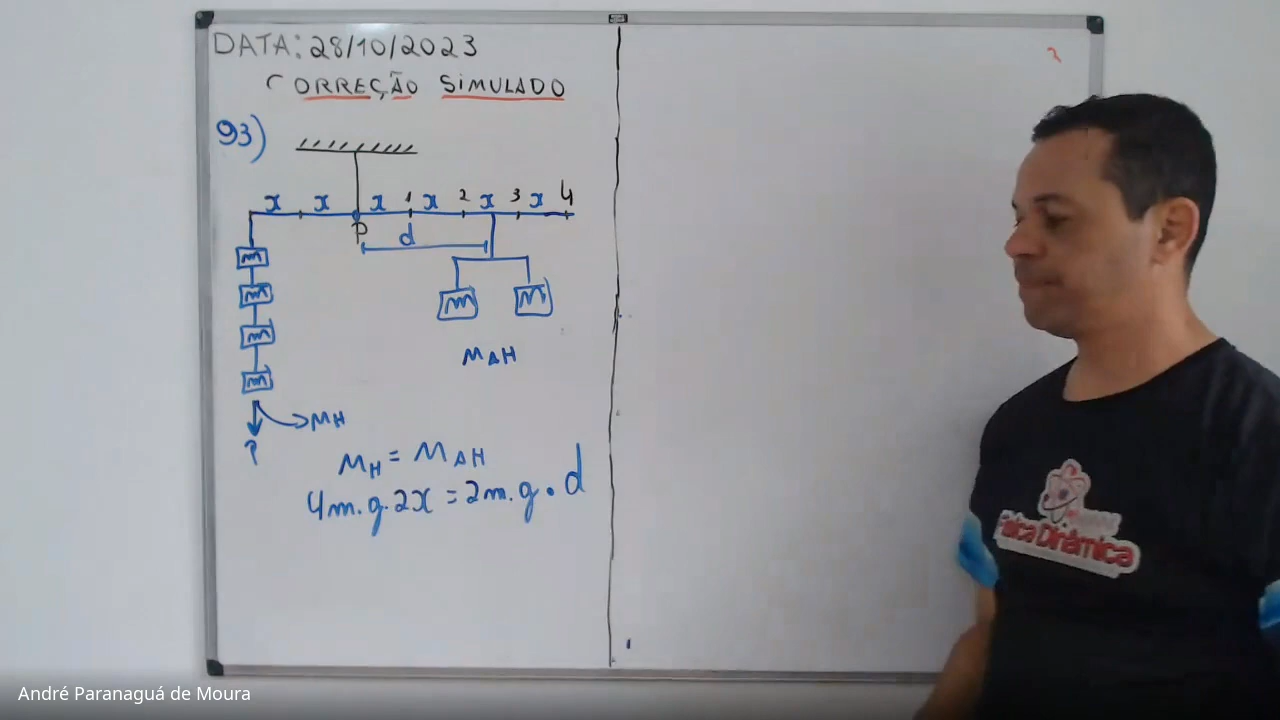 DATA: 28/10/2023
CORREÇÃO SIMULADO
93)
x x x 1 x 2 x 3 x 4
P
d
m m m
m
m
m
M AH
MH
MH = MAH
4m.g.2x = 2m.g.d
Física Dinâmica
André Paranaguá de Moura